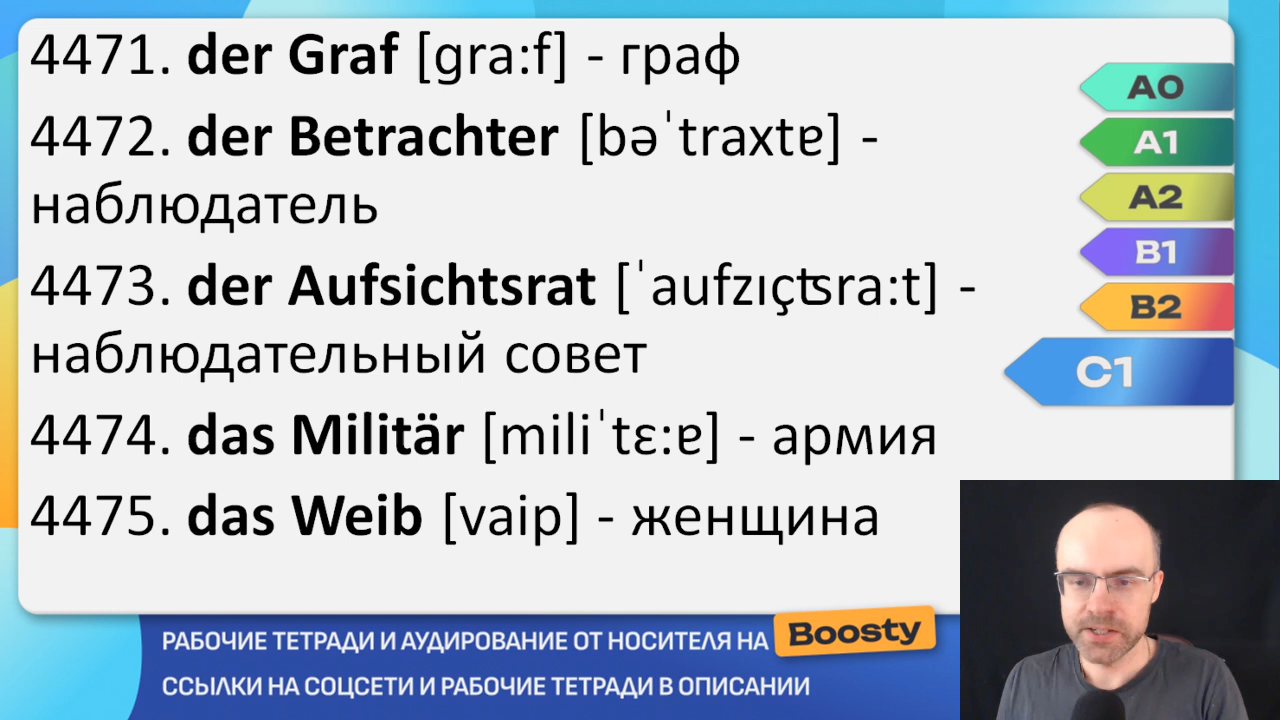 4471. der Graf [gra:f] - граф
4472. der Betrachter [bəˈtraxtɐ] -
наблюдатель
4473. der Aufsichtsrat [ˈaufzıçʦra:t] -
наблюдательный совет
4474. das Militär [miliˈtɛ:ɐ] - армия
4475. das Weib [vaip] - женщина
A0
A1
A2
B1
B2
C1
РАБОЧИЕ ТЕТРАДИ И АУДИРОВАНИЕ ОТ НОСИТЕЛЯ НА Boosty
ССЫЛКИ НА СОЦСЕТИ И РАБОЧИЕ ТЕТРАДИ В ОПИСАНИИ